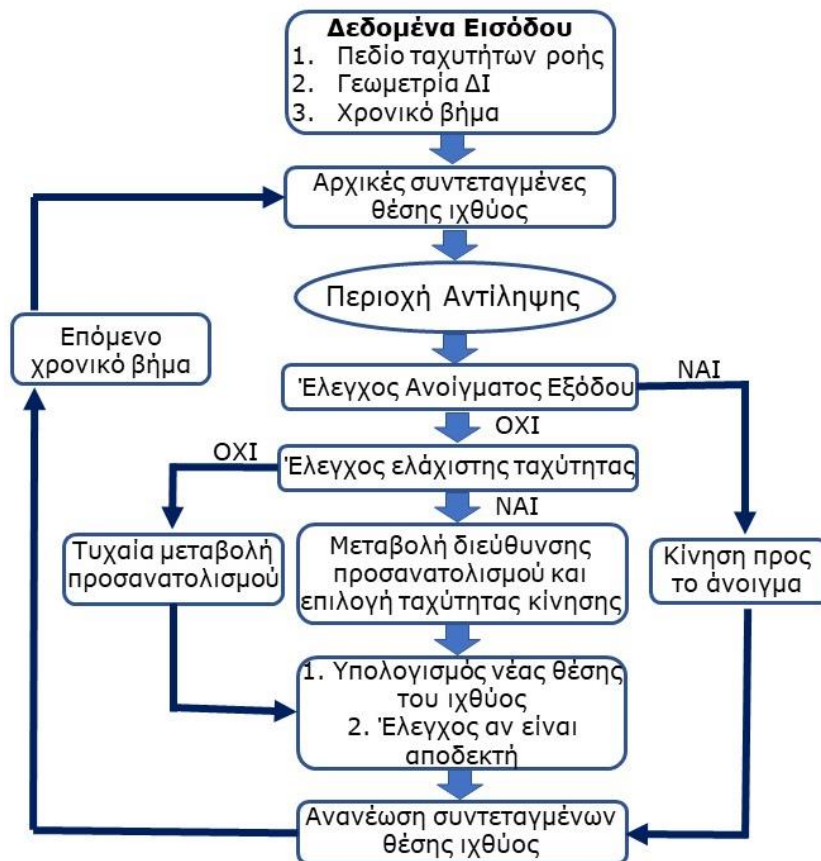 Δεδομένα Εισόδου
1. Πεδίο ταχυτήτων ροής
2. Γεωμετρία ΔΙ
3. Χρονικό βήμα
Αρχικές συντεταγμένες
θέσης ιχθύος
Περιοχή Αντίληψης
Επόμενο
χρονικό βήμα
Έλεγχος Ανοίγματος Εξόδου
ΝΑΙ
ΟΧΙ
ΟΧΙ
Έλεγχος ελάχιστης ταχύτητας
ΝΑΙ
Τυχαία μεταβολή
προσανατολισμού
Μεταβολή διεύθυνσης
προσανατολισμού και
επιλογή ταχύτητας κίνησης
Κίνηση προς
το άνοιγμα
1. Υπολογισμός νέας θέσης
του ιχθύος
2. Έλεγχος αν είναι
αποδεκτή
Ανανέωση συντεταγμένων
θέσης ιχθύος